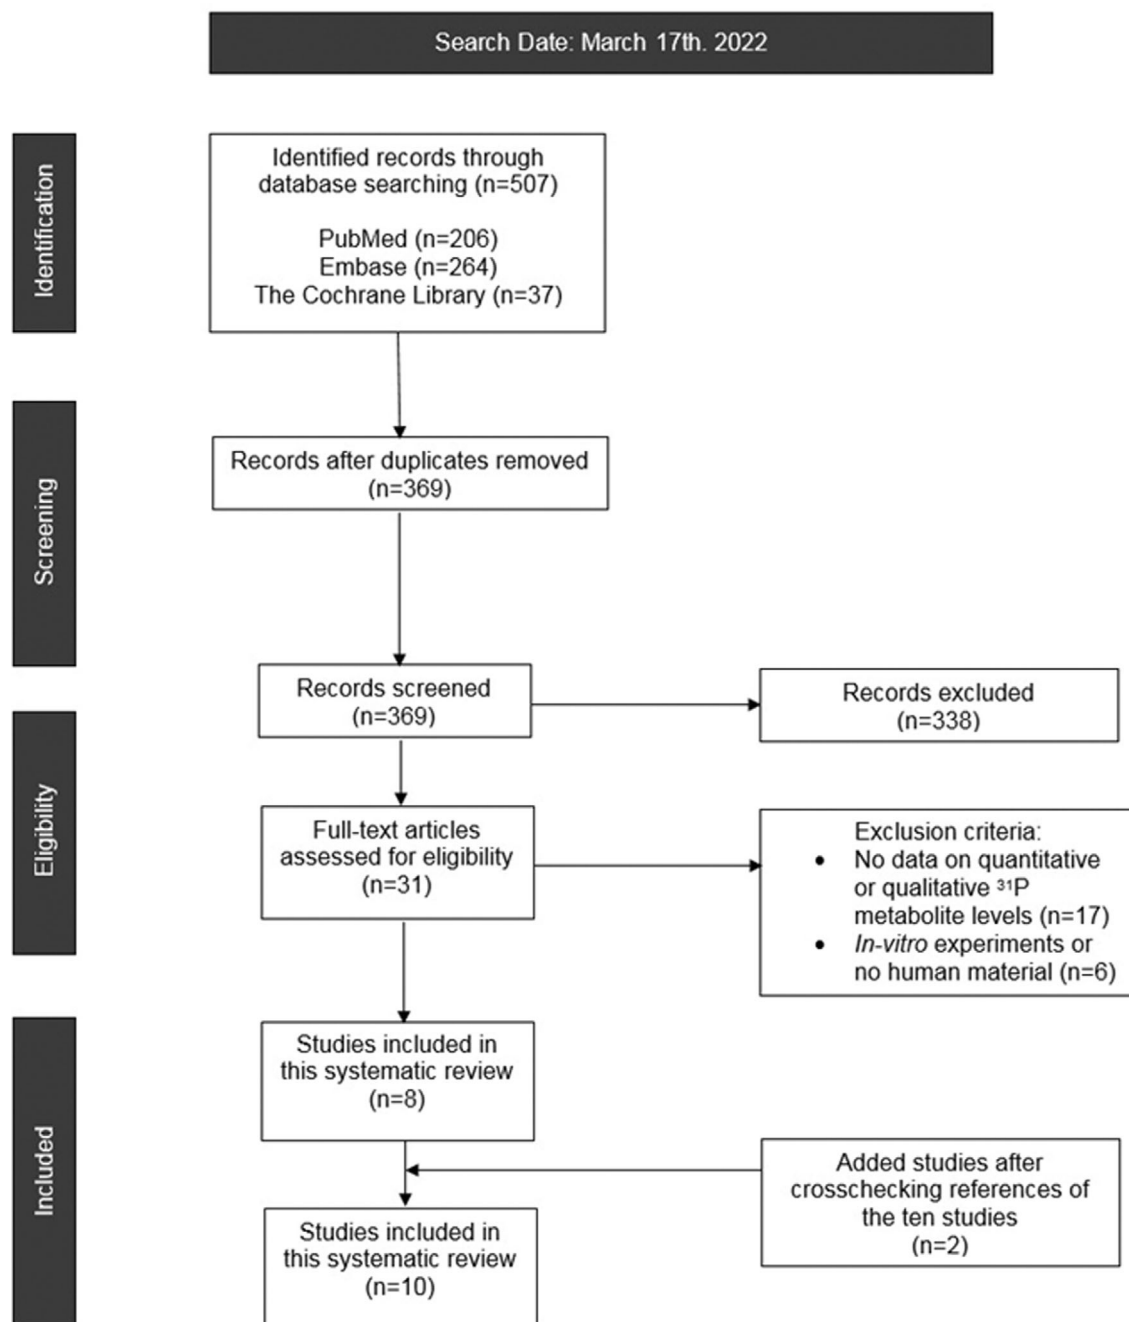 Search Date: March 17th. 2022
Identification
Identified records through
database searching (n=507)
PubMed (n=206)
Embase (n=264)
The Cochrane Library (n=37)
Screening
Records after duplicates removed
(n=369)
Records screened
(n=369)
Records excluded
(n=338)
Eligibility
Full-text articles
assessed for eligibility
(n=31)
Exclusion criteria:
• No data on quantitative
or qualitative ³¹P
metabolite levels (n=17)
• In-vitro experiments or
no human material (n=6)
Included
Studies included in
this systematic review
(n=8)
Added studies after
crosschecking references of
the ten studies
(n=2)
Studies included in
this systematic review
(n=10)